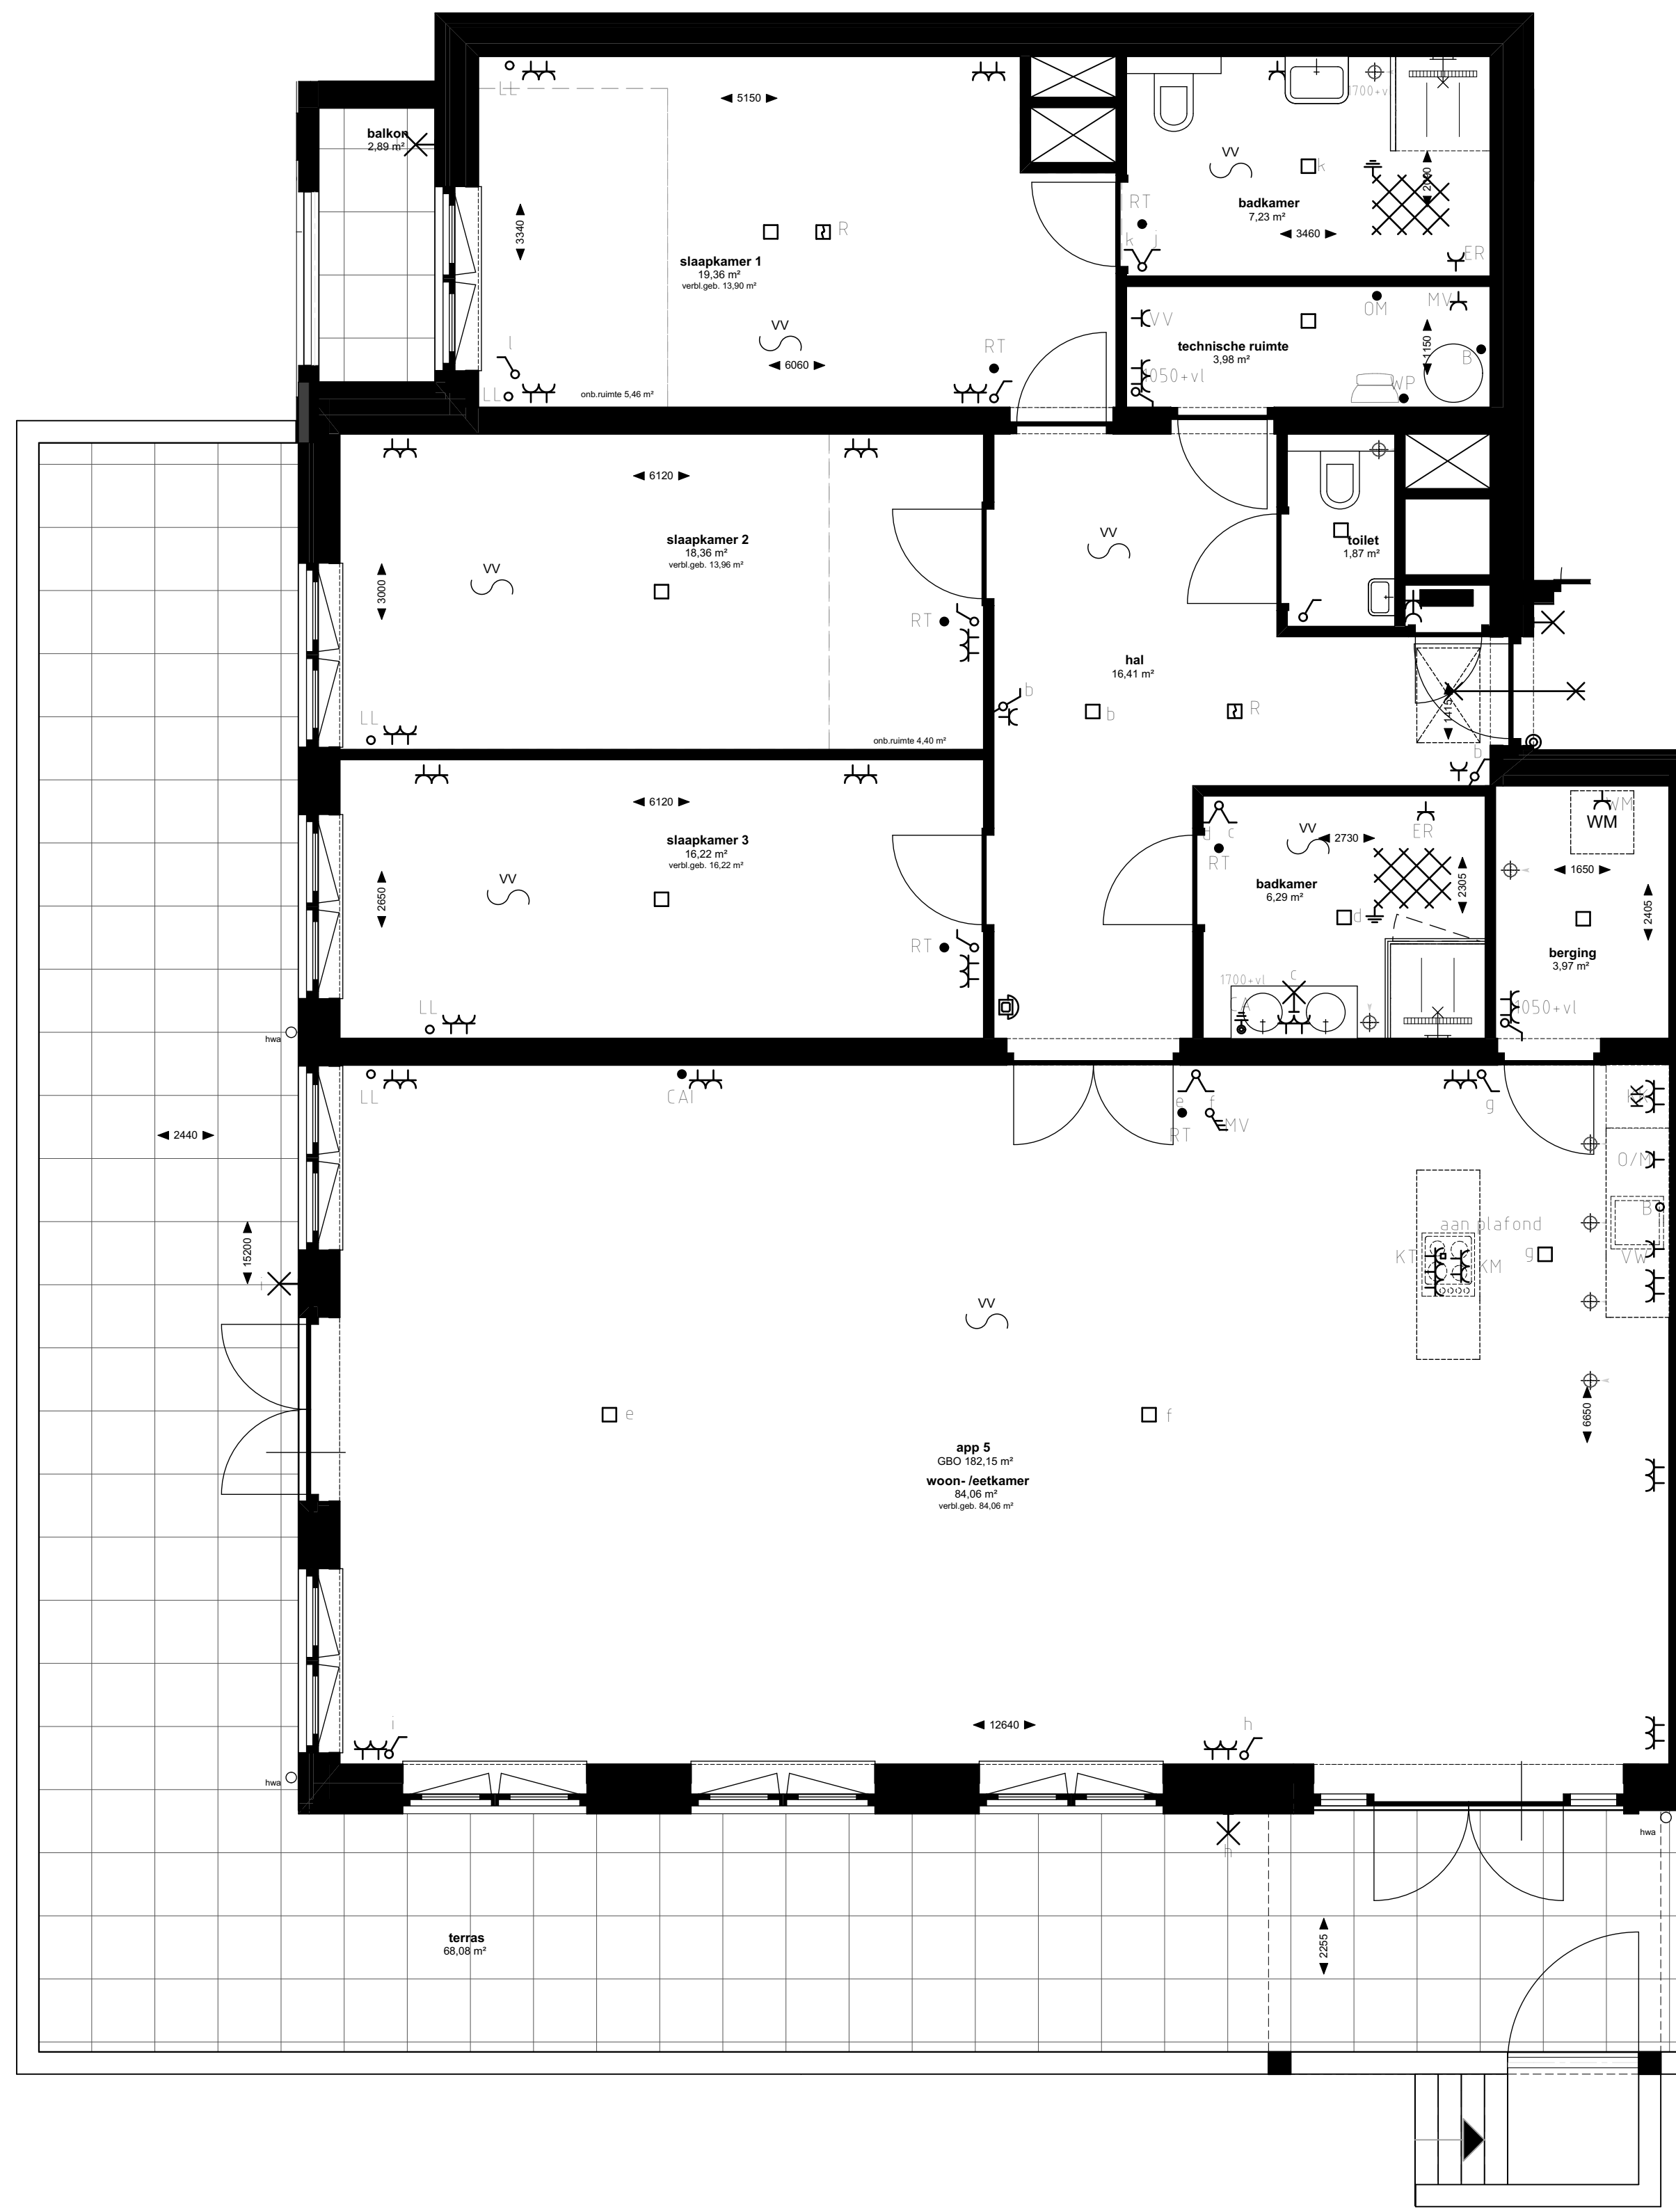 LL
5150
1700+vl
balkon
2,89 m²
VV
k
2000
RT
badkamer
7,23 m²
3340
R
k j
3460
slaapkamer 1
19,36 m²
verbl.geb. 13,90 m²
ER
MV
OM
VV
VV
l
RT
technische ruimte
3,98 m²
1150
B
6060
1050+vl
WP
LL
onb.ruimte 5,46 m²
6120
slaapkamer 2
18,36 m²
verbl.geb. 13,96 m²
VV
toilet
1,87 m²
VV
3000
RT
hal
16,41 m²
b
b
R
1415
LL
onb.ruimte 4,40 m²
b
6120
WM
WM
d c
VV
2730
ER
slaapkamer 3
16,22 m²
verbl.geb. 16,22 m²
RT
1650
VV
2650
badkamer
6,29 m²
2305
2405
d
RT
berging
3,97 m²
1700+vl
c
LL
CA
1050+vl
hwa
LL
CAI
e f
g
KK
RT
MV
2440
O/M
B
aan plafond
15200
KT
KM
g
VW
i
VV
e
f
6650
app 5
GBO 182,15 m²
woon- /eetkamer
84,06 m²
verbl.geb. 84,06 m²
i
12640
h
hwa
hwa
h
terras
68,08 m²
2255